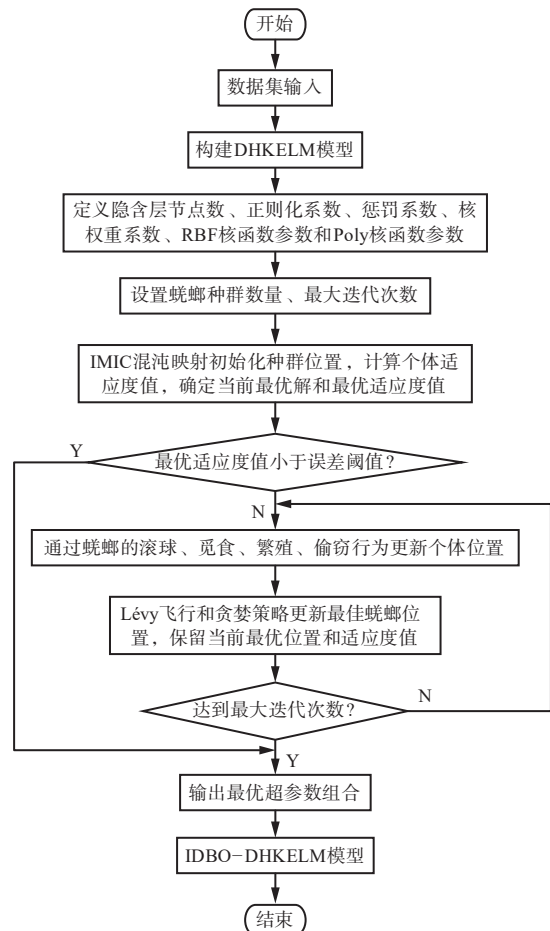 开始
数据集输入
构建DHKELM模型
定义隐含层节点数、正则化系数、惩罚系数、核
权重系数、RBF核函数参数和Poly核函数参数
设置蜣螂种群数量、最大迭代次数
IMIC混沌映射初始化种群位置，计算个体适
应度值，确定当前最优解和最优适应度值
Y
最优适应度值小于误差阈值?
N
通过蜣螂的滚球、觅食、繁殖、偷窃行为更新个体位置
Lévy飞行和贪婪策略更新最佳蜣螂位
置，保留当前最优位置和适应度值
达到最大迭代次数?
N
Y
输出最优超参数组合
IDBO-DHKELM模型
结束